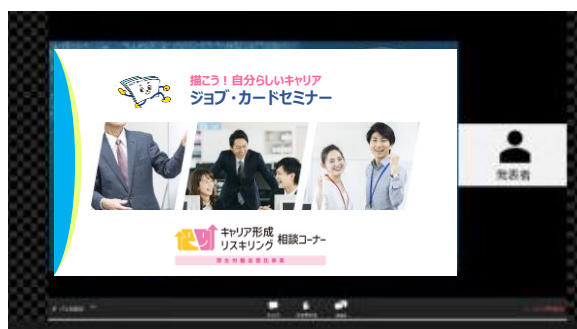 描こう！自分らしいキャリア
ジョブ・カードセミナー
発表者
キャリア形成
リスキリング
相談コーナー
厚生労働省委託事業